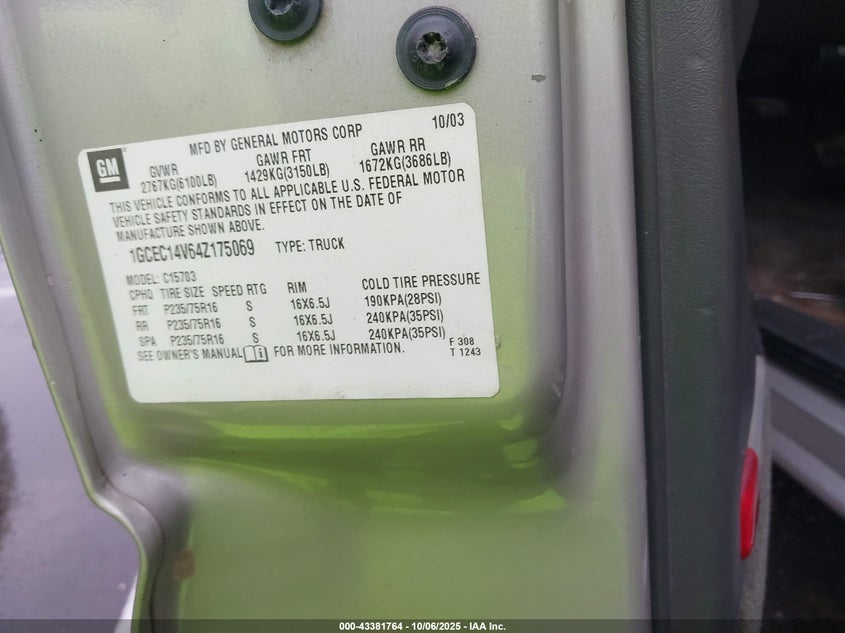 GM
MFD BY GENERAL MOTORS CORP 10/03
GVWR GAWR FRT GAWR RR
2767KG(6100LB) 1429KG(3150LB) 1672KG(3686LB)
THIS VEHICLE CONFORMS TO ALL APPLICABLE U.S. FEDERAL MOTOR
VEHICLE SAFETY STANDARDS IN EFFECT ON THE DATE OF
MANUFACTURE SHOWN ABOVE.
1GCEC14V64Z175069 TYPE: TRUCK
MODEL: C15703
CPHQ TIRE SIZE SPEED RTG RIM COLD TIRE PRESSURE
FRT P235/75R16 S 16X6.5J 190KPA(28PSI)
RR P235/75R16 S 16X6.5J 240KPA(35PSI)
SPA P235/75R16 S 16X6.5J 240KPA(35PSI)
SEE OWNER'S MANUAL FOR MORE INFORMATION.
F 308
T 1243
000-43381764 - 10/06/2025 - IAA Inc.